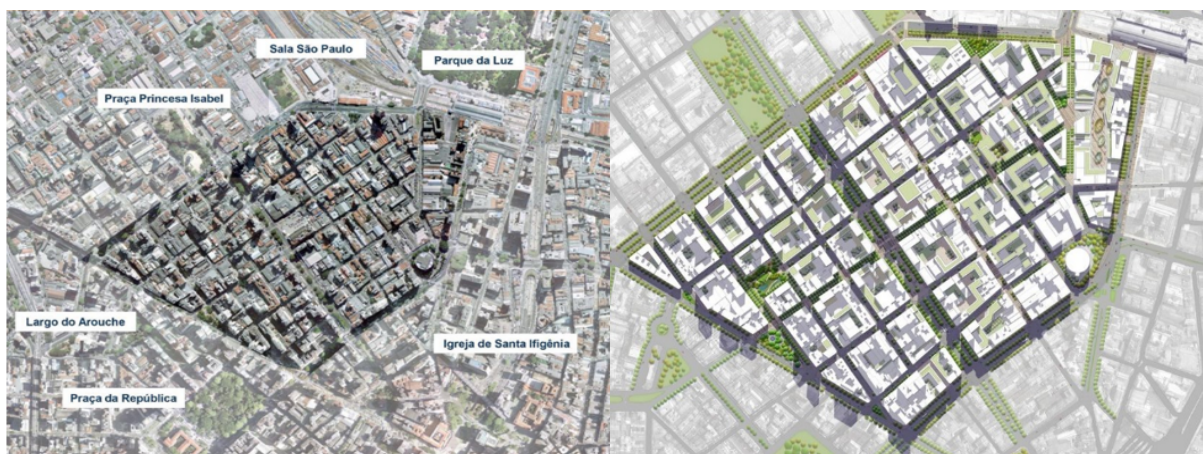 Sala São Paulo
Parque da Luz
Praça Princesa Isabel
Largo do Arouche
Igreja de Santa Ifigênia
Praça da República